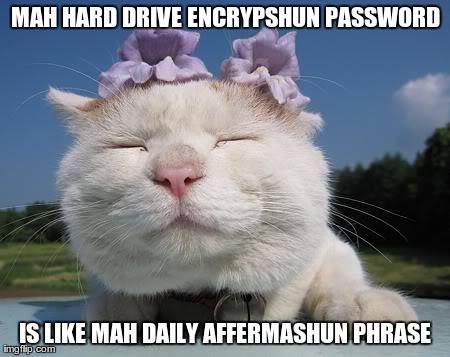 MAH HARD DRIVE ENCRYPSHUN PASSWORD
IS LIKE MAH DAILY AFFERMASHUN PHRASE
imgflip.com